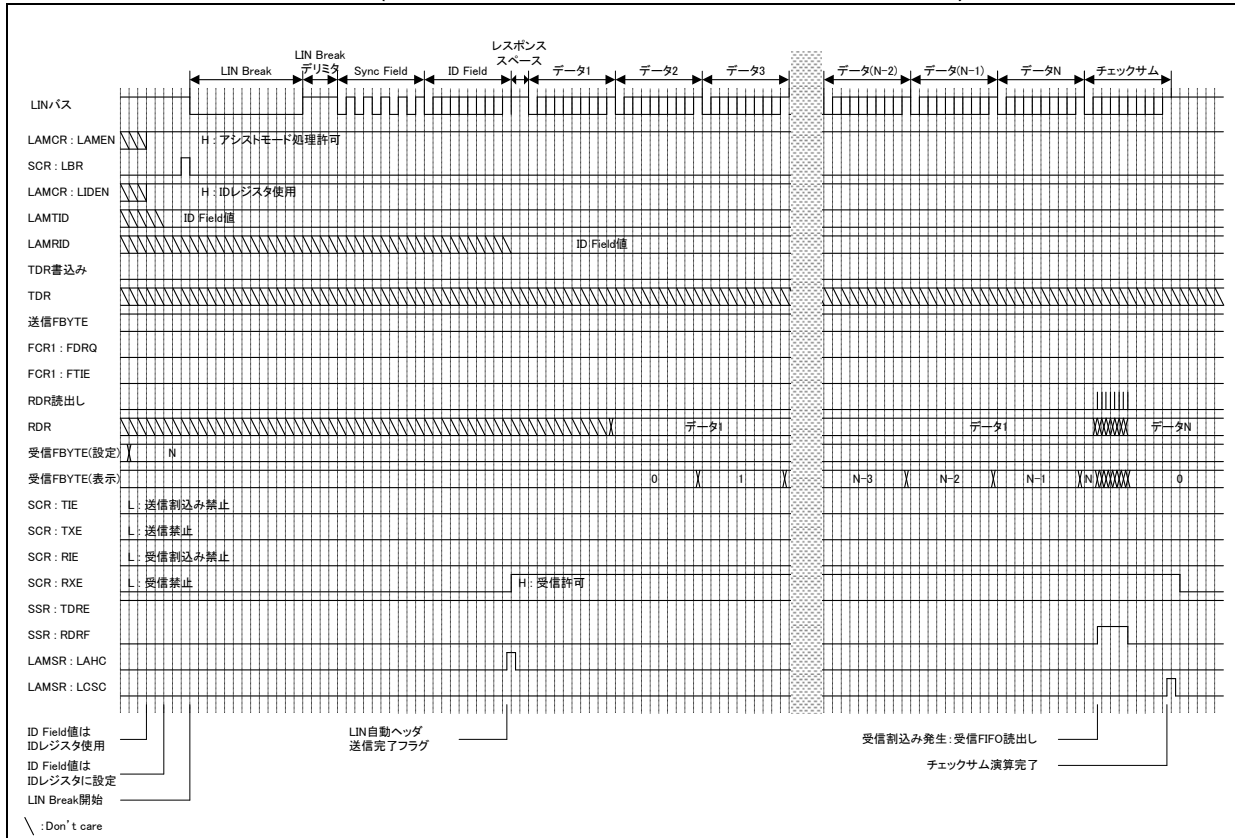 レスポンス
スペース
LIN Break
デリミタ
LIN Break
Sync Field
ID Field
データ1
データ2
データ3
データ(N-2)
データ(N-1)
データN
チェックサム
LINバス
LAMCR : LAMEN
H : アシストモード処理許可
SCR : LBR
LAMCR : LIDEN
H : IDレジスタ使用
LAMTID
ID Field値
LAMRID
ID Field値
TDR書込み
TDR
送信FBYTE
FCR1 : FDRQ
FCR1 : FTIE
RDR読出し
RDR
データ1
データ1
データN
受信FBYTE(設定)
N
受信FBYTE(表示)
0
1
N-3
N-2
N-1
N
0
SCR : TIE
L : 送信割込み禁止
SCR : TXE
L : 送信禁止
SCR : RIE
L : 受信割込み禁止
SCR : RXE
L : 受信禁止
H : 受信許可
SSR : TDRE
SSR : RDRF
LAMSR : LAHC
LAMSR : LCSC
ID Field値は
IDレジスタ使用
ID Field値は
IDレジスタに設定
LIN Break開始
LIN自動ヘッダ
送信完了フラグ
受信割込み発生:受信FIFO読出し
チェックサム演算完了
\ :Don't care